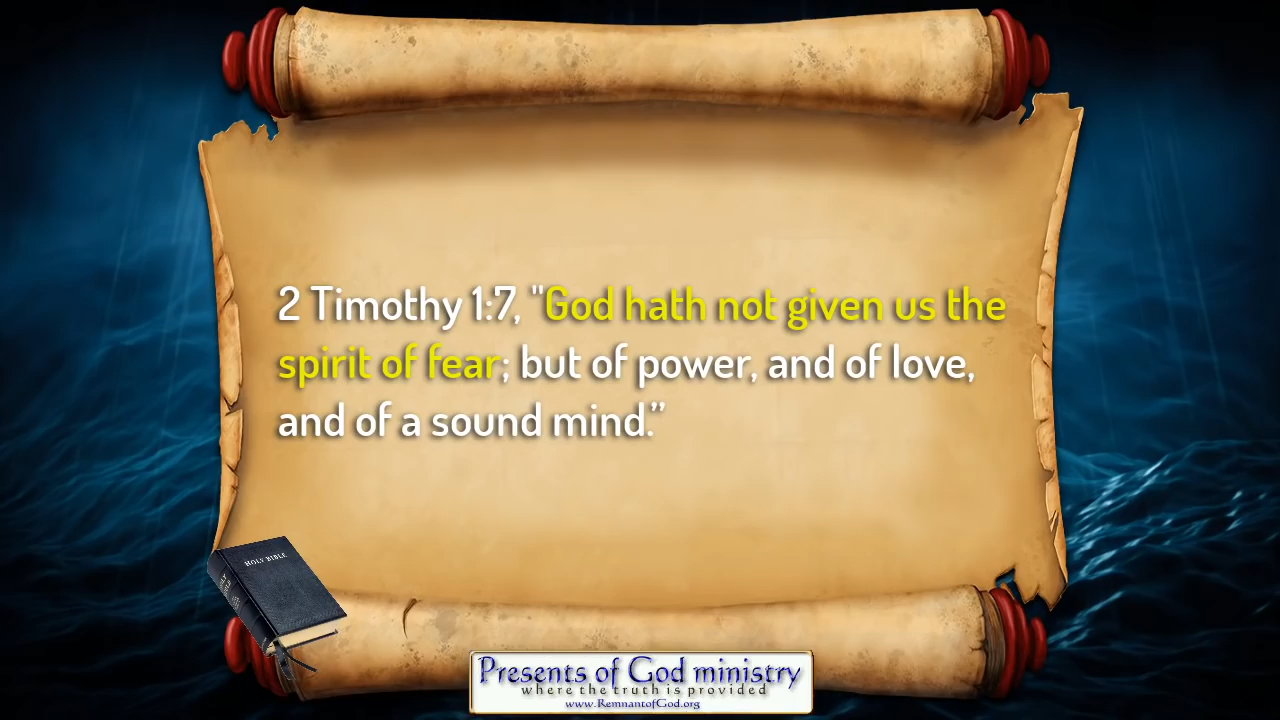 2 Timothy 1:7, "God hath not given us the
spirit of fear; but of power, and of love,
and of a sound mind.”
HOLY BIBLE
Presents of God ministry
where the truth is provided
www.RemnantofGod.org